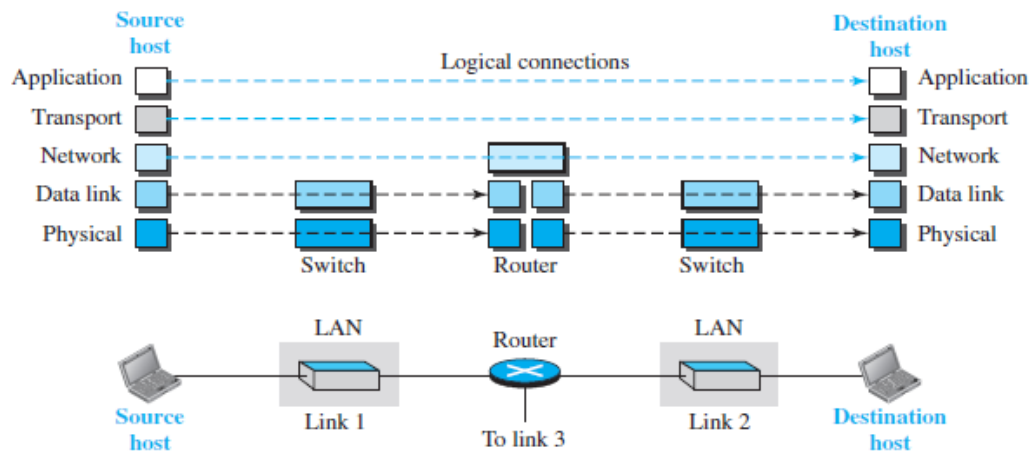 Source
host
Destination
host
Logical connections
Application
Application
Transport
Transport
Network
Network
Data link
Data link
Physical
Physical
Switch
Router
Switch
LAN
Router
LAN
Source
host
Link 1
To link 3
Link 2
Destination
host